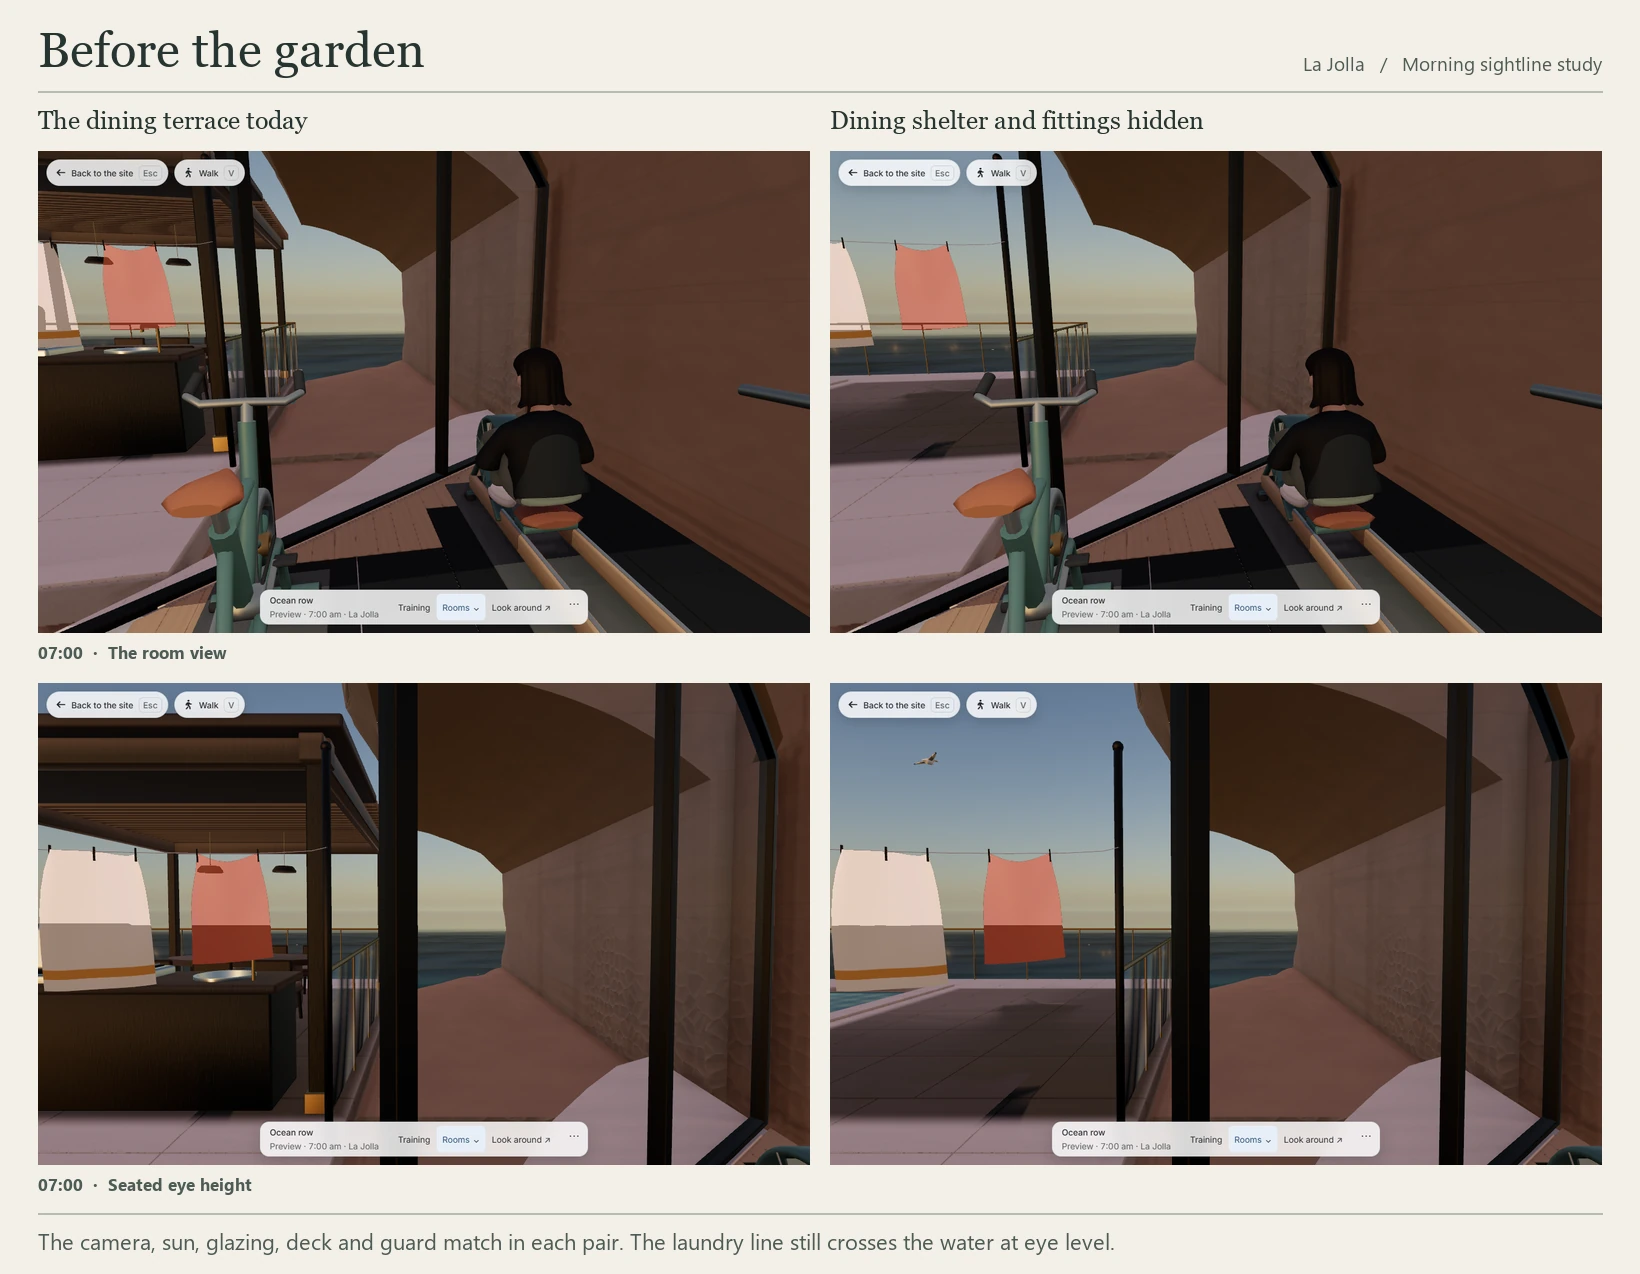 Before the garden
La Jolla / Morning sightline study
The dining terrace today
Dining shelter and fittings hidden
← Back to the site Esc
Walk V
Ocean row
Preview · 7:00 am · La Jolla
Training
Rooms
Look around ↗
...
← Back to the site Esc
Walk V
Ocean row
Preview · 7:00 am · La Jolla
Training
Rooms
Look around ↗
...
07:00 · The room view
← Back to the site Esc
Walk V
Ocean row
Preview · 7:00 am · La Jolla
Training
Rooms
Look around ↗
...
← Back to the site Esc
Walk V
Ocean row
Preview · 7:00 am · La Jolla
Training
Rooms
Look around ↗
...
07:00 · Seated eye height
The camera, sun, glazing, deck and guard match in each pair. The laundry line still crosses the water at eye level.